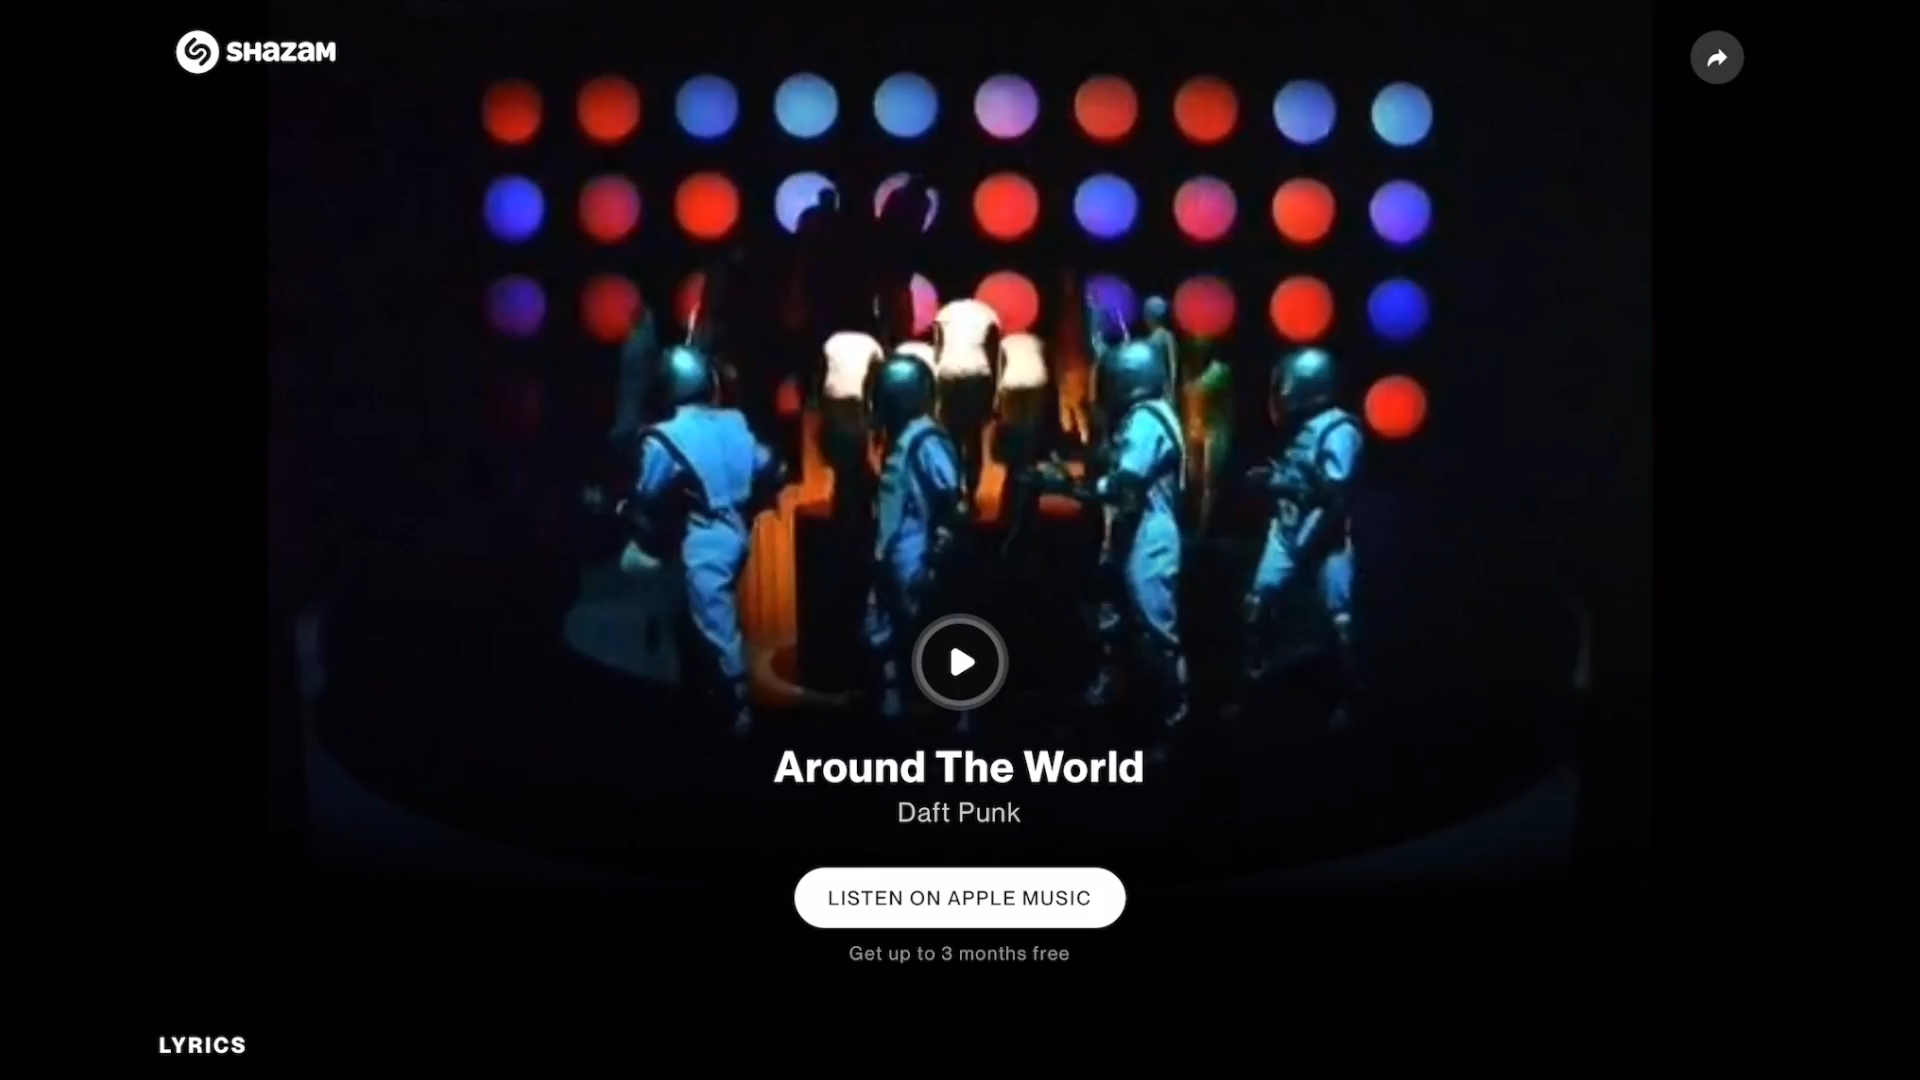 SHAZAM
Around The World
Daft Punk
LISTEN ON APPLE MUSIC
Get up to 3 months free
LYRICS